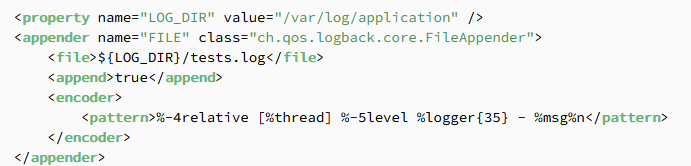 <property name="LOG_DIR" value="/var/log/application" />
<appender name="FILE" class="ch.qos.logback.core.FileAppender">
    <file>${LOG_DIR}/tests.log</file>
    <append>true</append>
    <encoder>
        <pattern>%-4relative [%thread] %-5level %logger{35} - %msg%n</pattern>
    </encoder>
</appender>